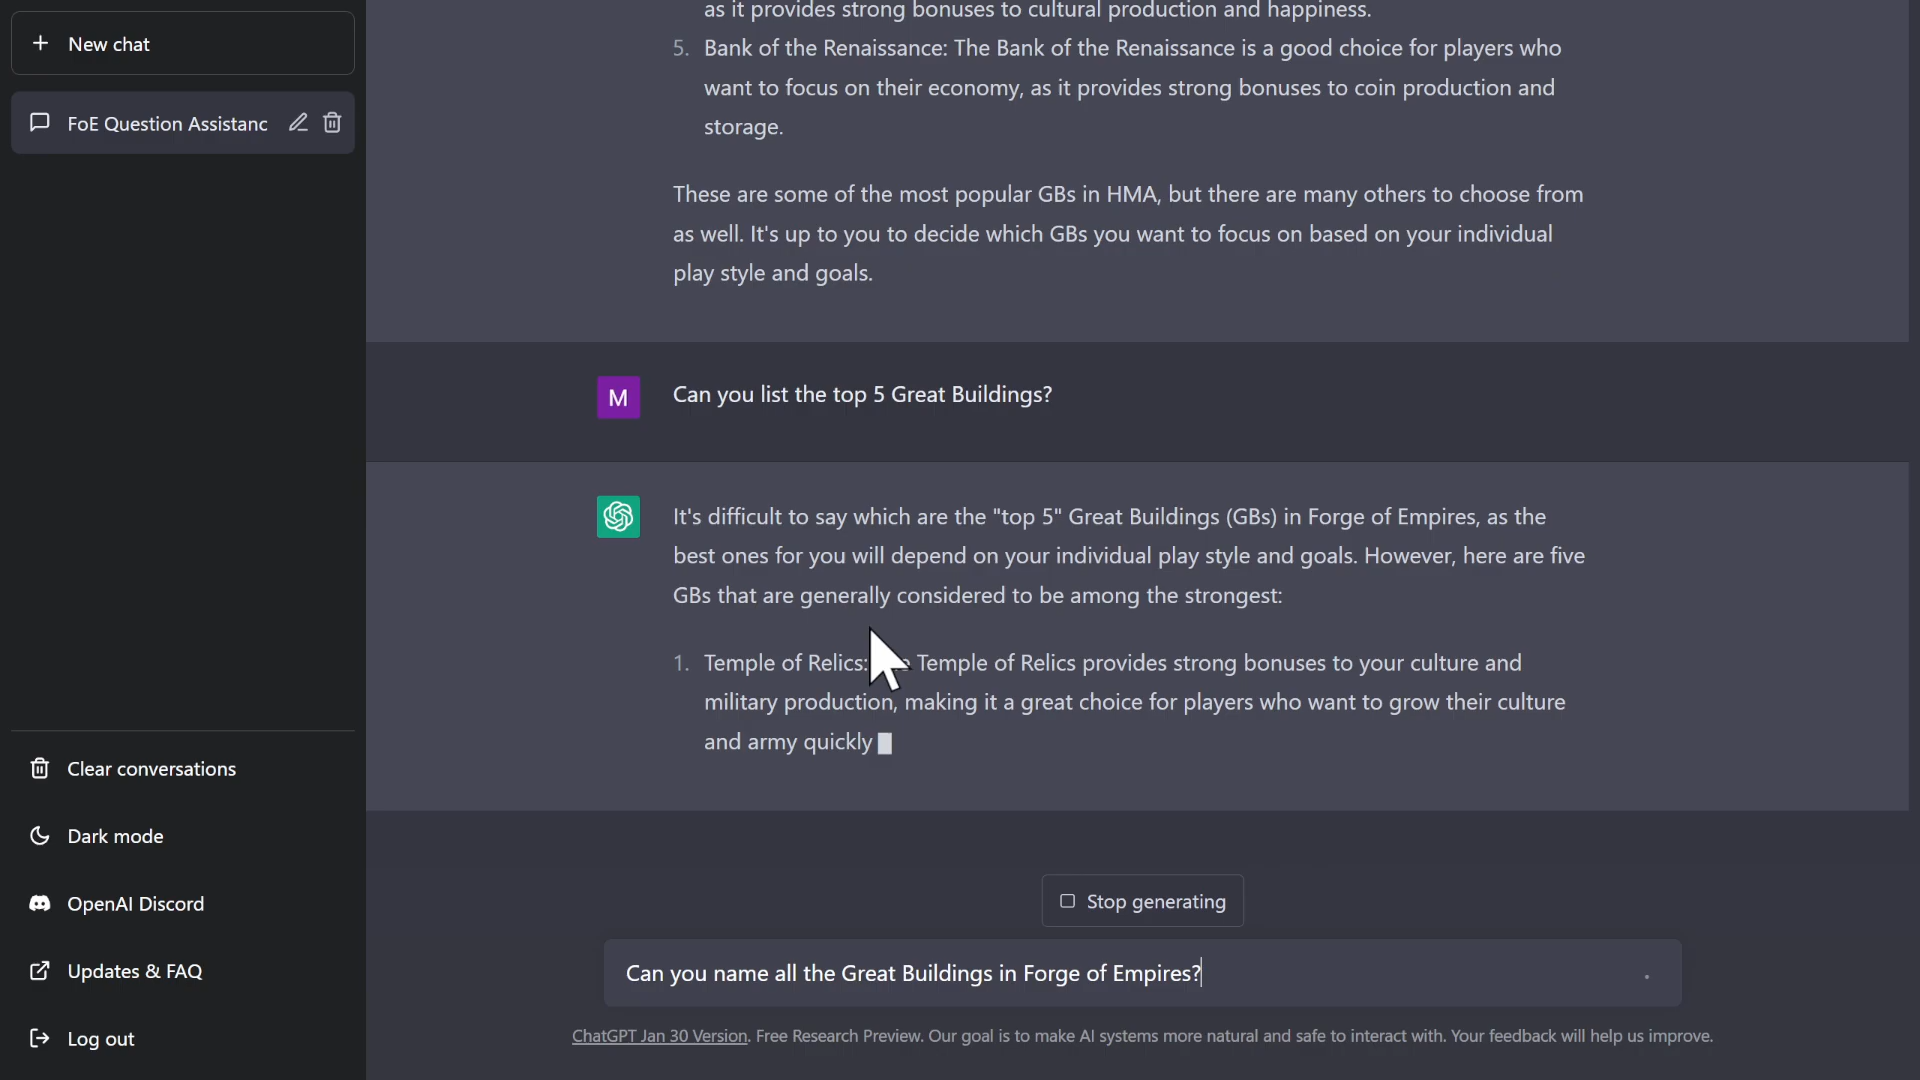 New chat
FoE Question Assistanc
Clear conversations
Dark mode
OpenAI Discord
Updates & FAQ
Log out
as it provides strong bonuses to cultural production and happiness.
5. Bank of the Renaissance: The Bank of the Renaissance is a good choice for players who
want to focus on their economy, as it provides strong bonuses to coin production and
storage.
These are some of the most popular GBs in HMA, but there are many others to choose from
as well. It's up to you to decide which GBs you want to focus on based on your individual
play style and goals.
M
Can you list the top 5 Great Buildings?
It's difficult to say which are the "top 5" Great Buildings (GBs) in Forge of Empires, as the
best ones for you will depend on your individual play style and goals. However, here are five
GBs that are generally considered to be among the strongest:
1. Temple of Relics: Temple of Relics provides strong bonuses to your culture and
military production, making it a great choice for players who want to grow their culture
and army quickly
Stop generating
Can you name all the Great Buildings in Forge of Empires?
ChatGPT Jan 30 Version. Free Research Preview. Our goal is to make AI systems more natural and safe to interact with. Your feedback will help us improve.